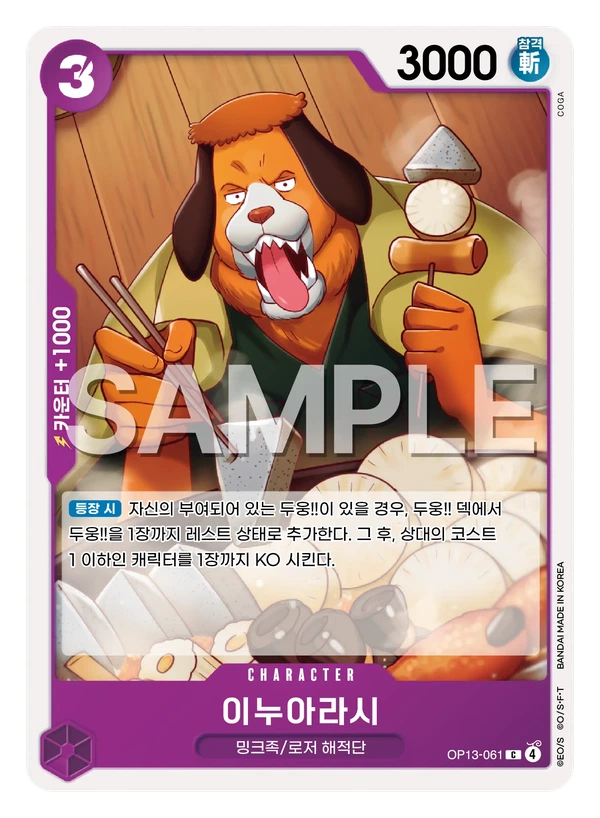 3
3000
참격
斬
COGA
카운터 +1000
SAMPLE
등장 시 자신의 부여되어 있는 두웅!!이 있을 경우, 두웅!! 덱에서
두웅!!을 1장까지 레스트 상태로 추가한다. 그 후, 상대의 코스트
1 이하인 캐릭터를 1장까지 KO 시킨다.
CHARACTER
이누아라시
밍크족/로저 해적단
OP13-061 C 4
©EO/S ©O/S·F·T BANDAI MADE IN KOREA